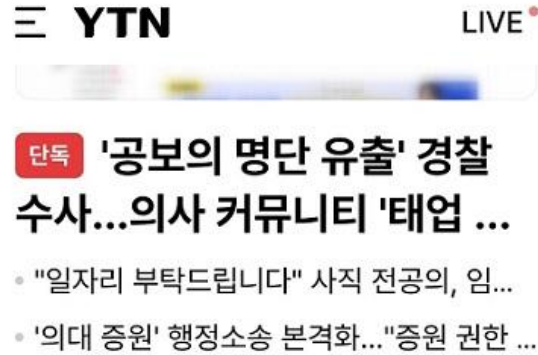 YTN LIVE
단독 '공보의 명단 유출' 경찰
수사...의사 커뮤니티 '태업 ...
"일자리 부탁드립니다" 사직 전공의, 임...
'의대 증원' 행정소송 본격화..."증원 권한 ...